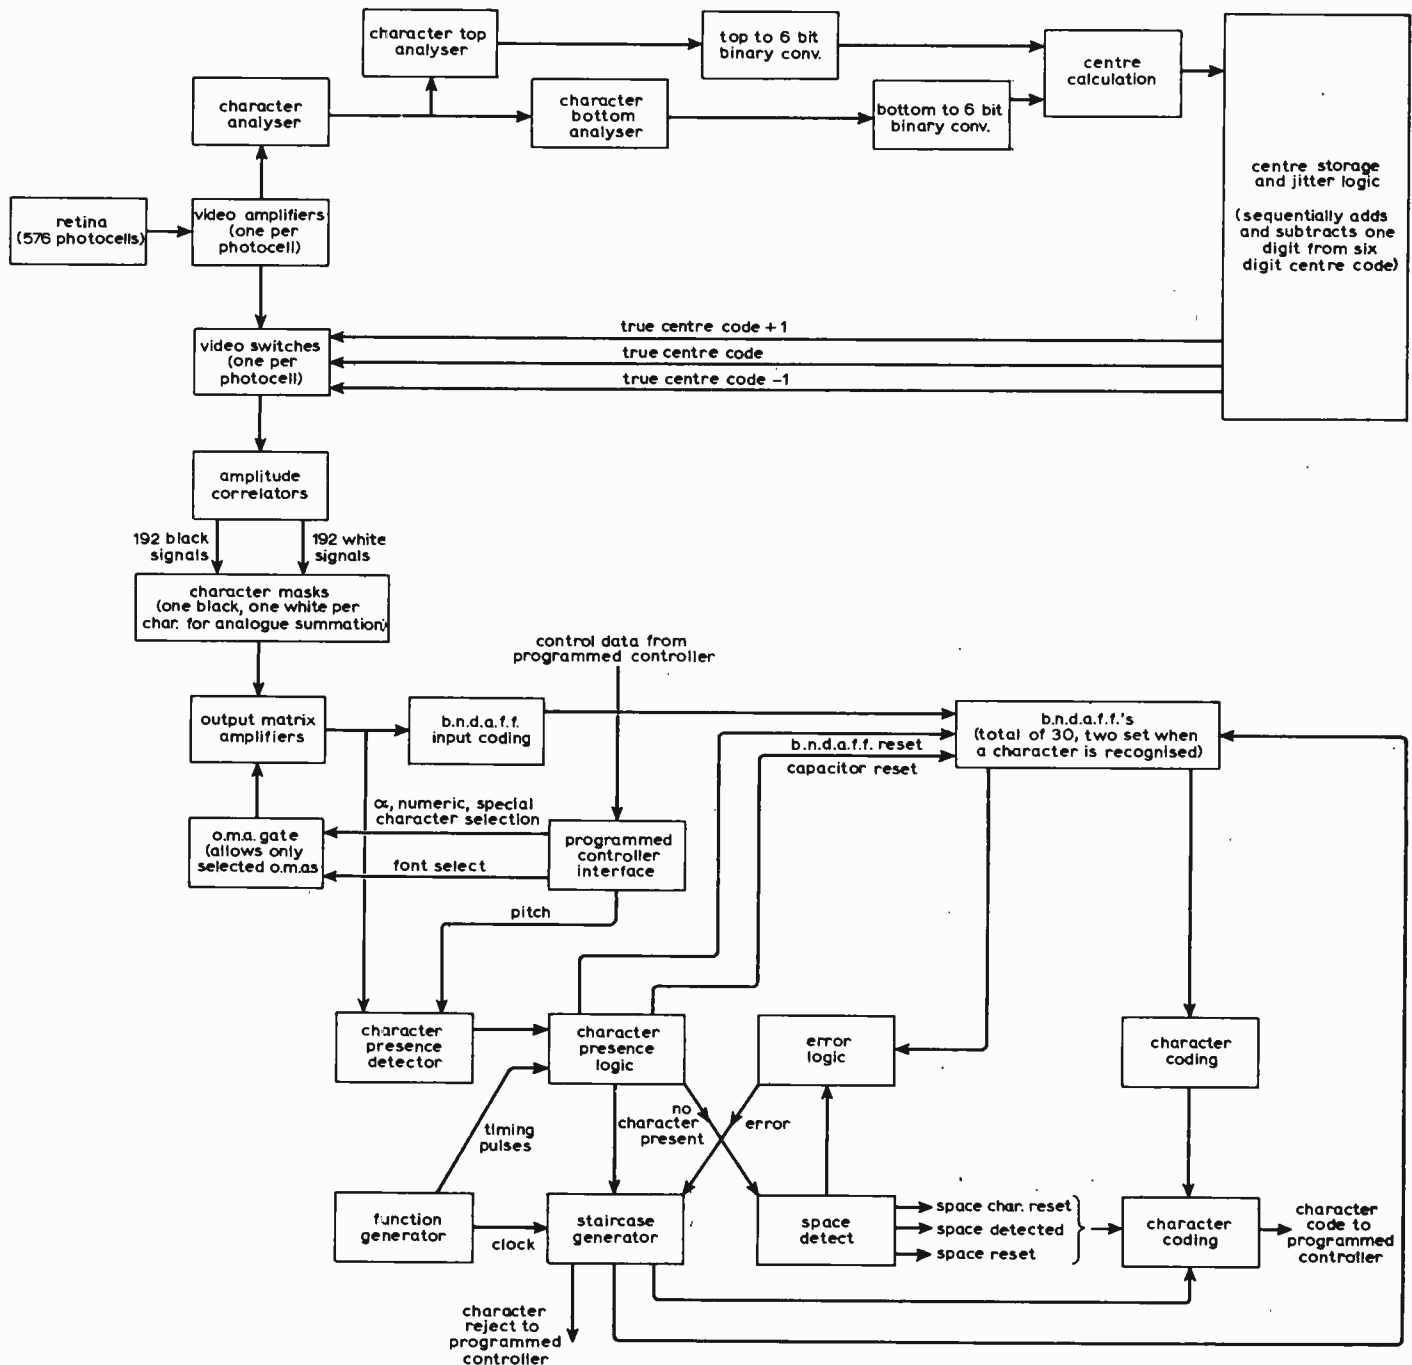 character top
analyser
top to 6 bit
binary conv.
centre
calculation
character
analyser
character
bottom
analyser
bottom to 6 bit
binary conv.
centre storage
and jitter logic
(sequentially adds
and subtracts one
digit from six
digit centre code)
retina
(576 photocells)
video amplifiers
(one per
photocell)
video switches
(one per
photocell)
true centre code + 1
true centre code
true centre code -1
amplitude
correlators
192 black
signals
192 white
signals
character masks
(one black, one white per
char. for analogue summation)
control data from
programmed controller
output matrix
amplifiers
b.n.d.a.f.f.
input coding
b.n.d.a.f.f. reset
capacitor reset
b.n.d.a.f.f.'s
(total of 30, two set when
a character is recognised)
o.m.a. gate
(allows only
selected o.m.as
α, numeric, special
character selection
font select
programmed
controller
interface
pitch
character
presence
detector
character
presence
logic
error
logic
character
coding
timing
pulses
no
character
present
error
function
generator
clock
staircase
generator
space
detect
space char. reset
space detected
space reset
character
coding
character
code to
programmed
controller
character
reject to
programmed
controller